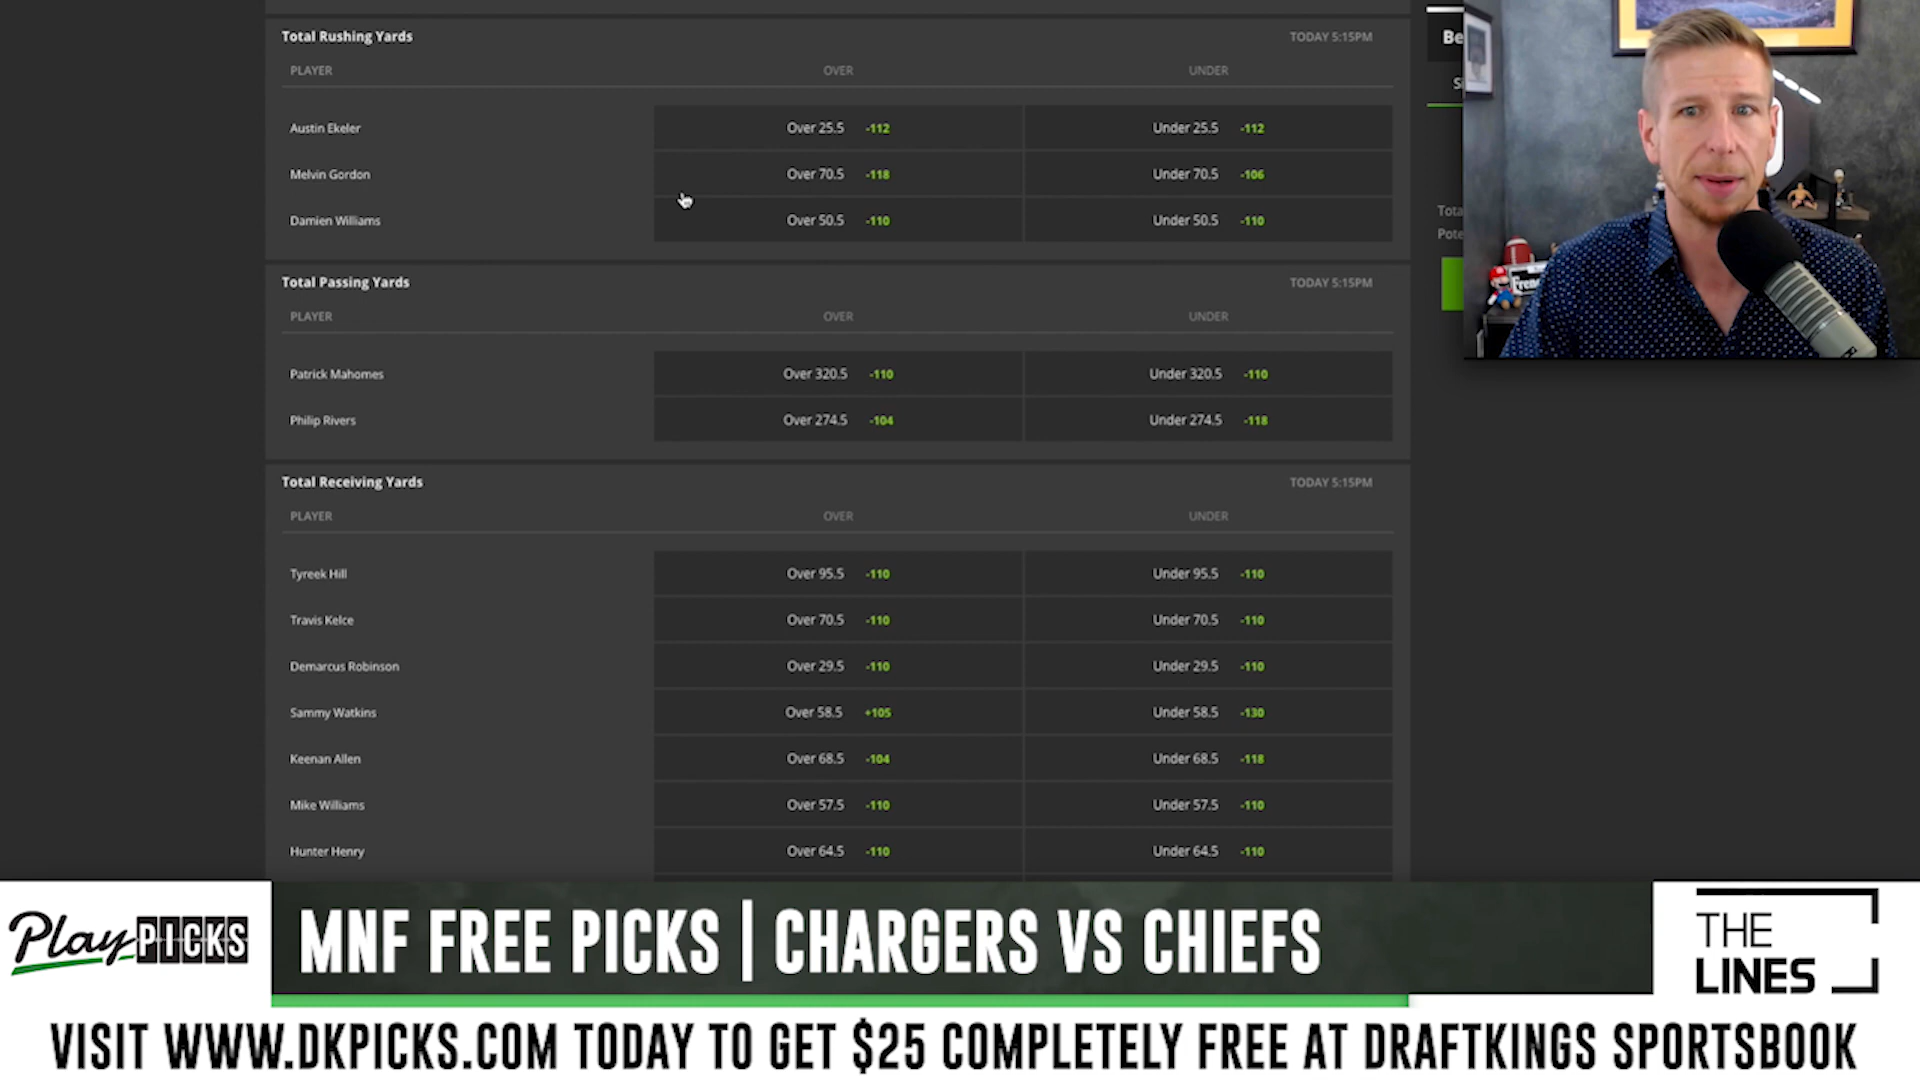 Total Rushing Yards TODAY 5:15PM
PLAYER OVER UNDER
Austin Ekeler Over 25.5 -112 Under 25.5 -112
Melvin Gordon Over 70.5 -118 Under 70.5 -106
Damien Williams Over 50.5 -110 Under 50.5 -110
Total Passing Yards TODAY 5:15PM
PLAYER OVER UNDER
Patrick Mahomes Over 320.5 -110 Under 320.5 -110
Philip Rivers Over 274.5 -104 Under 274.5 -118
Total Receiving Yards TODAY 5:15PM
PLAYER OVER UNDER
Tyreek Hill Over 95.5 -110 Under 95.5 -110
Travis Kelce Over 70.5 -110 Under 70.5 -110
Demarcus Robinson Over 29.5 -110 Under 29.5 -110
Sammy Watkins Over 58.5 +105 Under 58.5 -130
Keenan Allen Over 68.5 -104 Under 68.5 -118
Mike Williams Over 57.5 -110 Under 57.5 -110
Hunter Henry Over 64.5 -110 Under 64.5 -110
Be
S
Tota
Pote
PlayPICKS
MNF FREE PICKS | CHARGERS VS CHIEFS
THE
LINES
VISIT WWW.DKPICKS.COM TODAY TO GET $25 COMPLETELY FREE AT DRAFTKINGS SPORTSBOOK